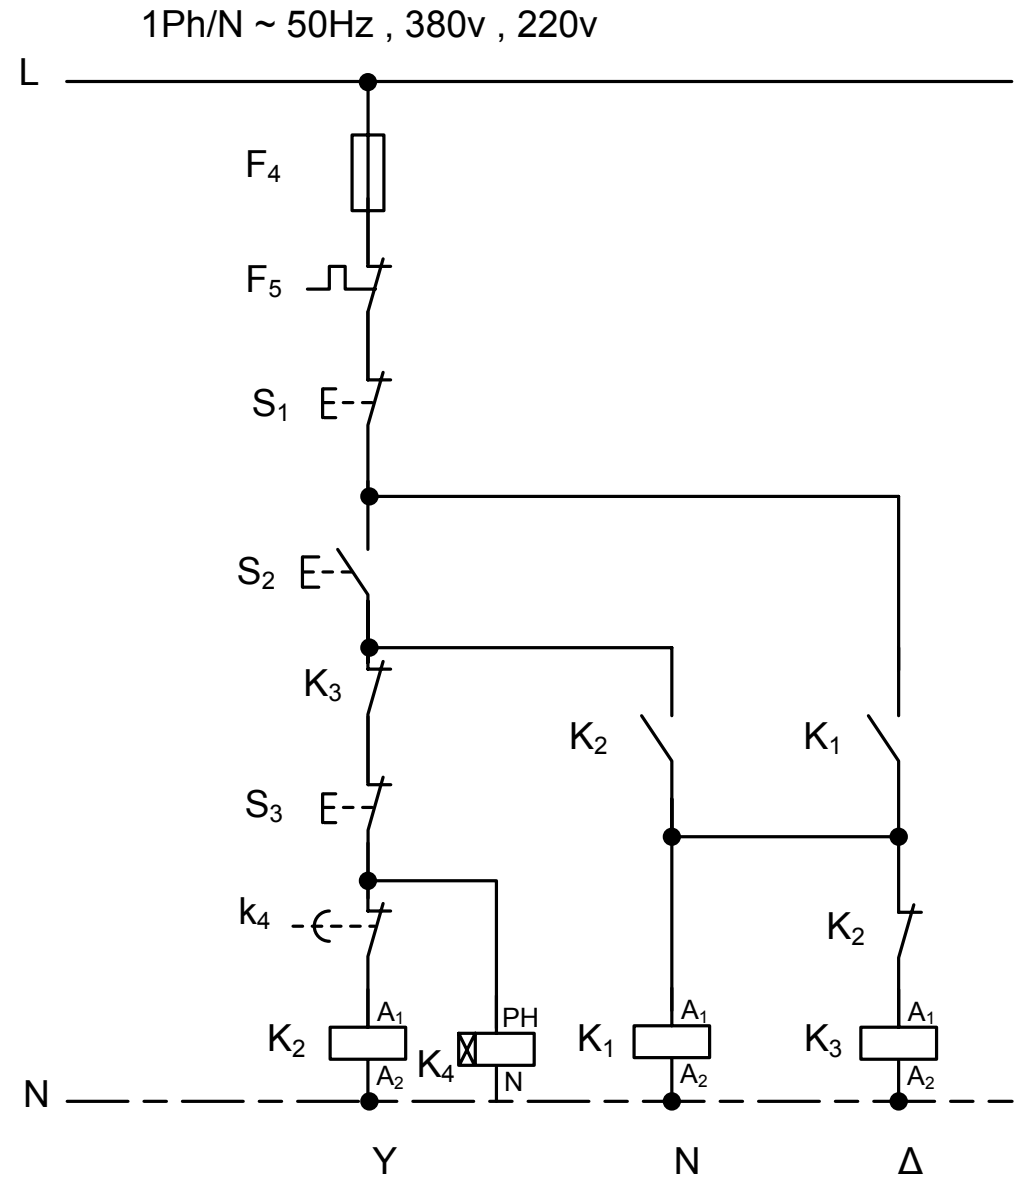 1Ph/N ~ 50Hz , 380v , 220v
L
F₄
F₅
S₁
S₂
K₃
K₂
K₁
S₃
k₄
K₂
K₂
A₁
A₂
K₄
PH
N
K₁
A₁
A₂
K₃
A₁
A₂
N
Y
N
Δ